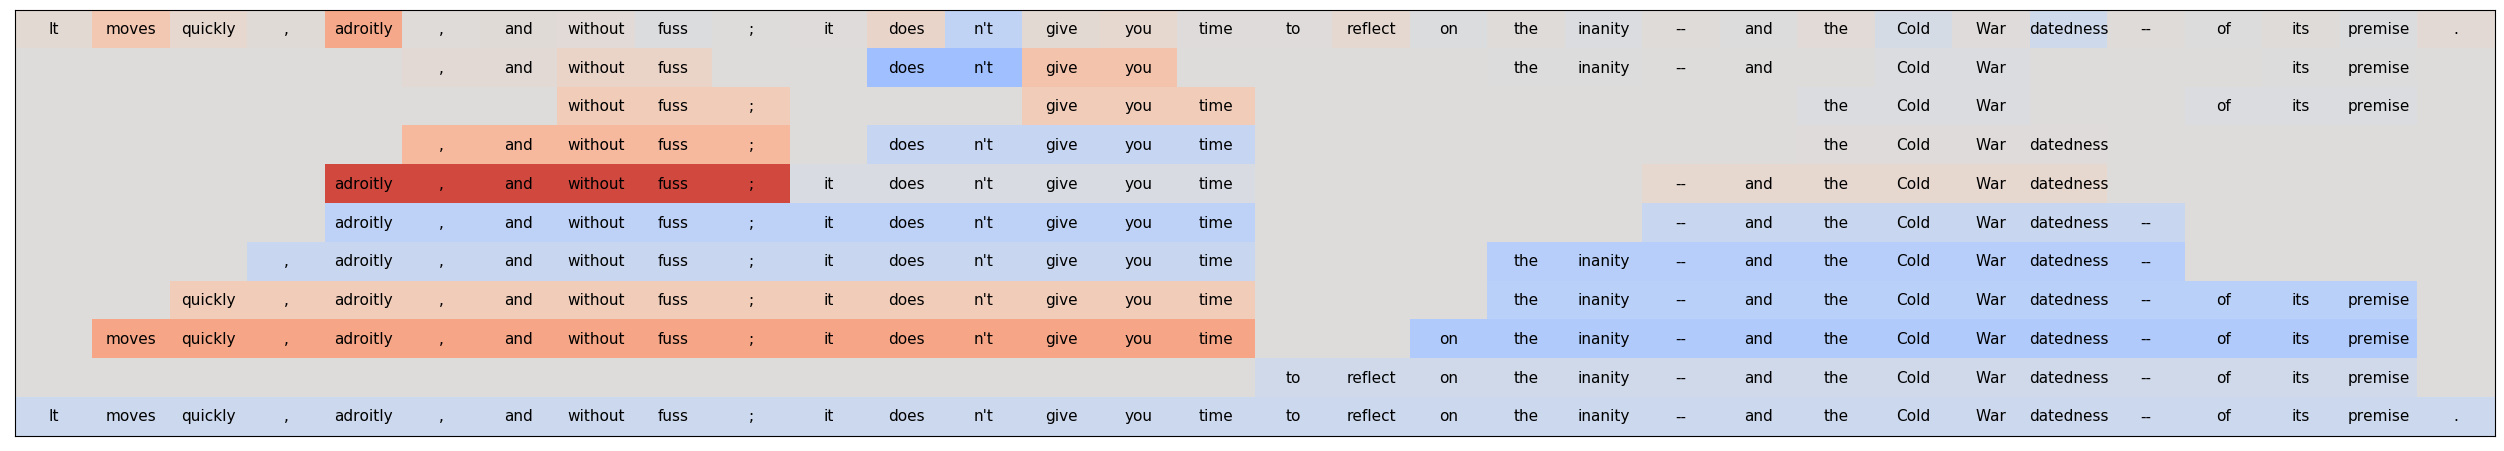 It moves quickly , adroitly , and without fuss ; it does n't give you time to reflect on the inanity -- and the Cold War datedness -- of its premise .
, and without fuss does n't give you the inanity -- and Cold War its premise
without fuss ; give you time the Cold War of its premise
, and without fuss ; does n't give you time the Cold War datedness
adroitly , and without fuss ; it does n't give you time -- and the Cold War datedness
adroitly , and without fuss ; it does n't give you time -- and the Cold War datedness --
, adroitly , and without fuss ; it does n't give you time the inanity -- and the Cold War datedness --
quickly , adroitly , and without fuss ; it does n't give you time the inanity -- and the Cold War datedness -- of its premise
moves quickly , adroitly , and without fuss ; it does n't give you time on the inanity -- and the Cold War datedness -- of its premise
to reflect on the inanity -- and the Cold War datedness -- of its premise
It moves quickly , adroitly , and without fuss ; it does n't give you time to reflect on the inanity -- and the Cold War datedness -- of its premise .